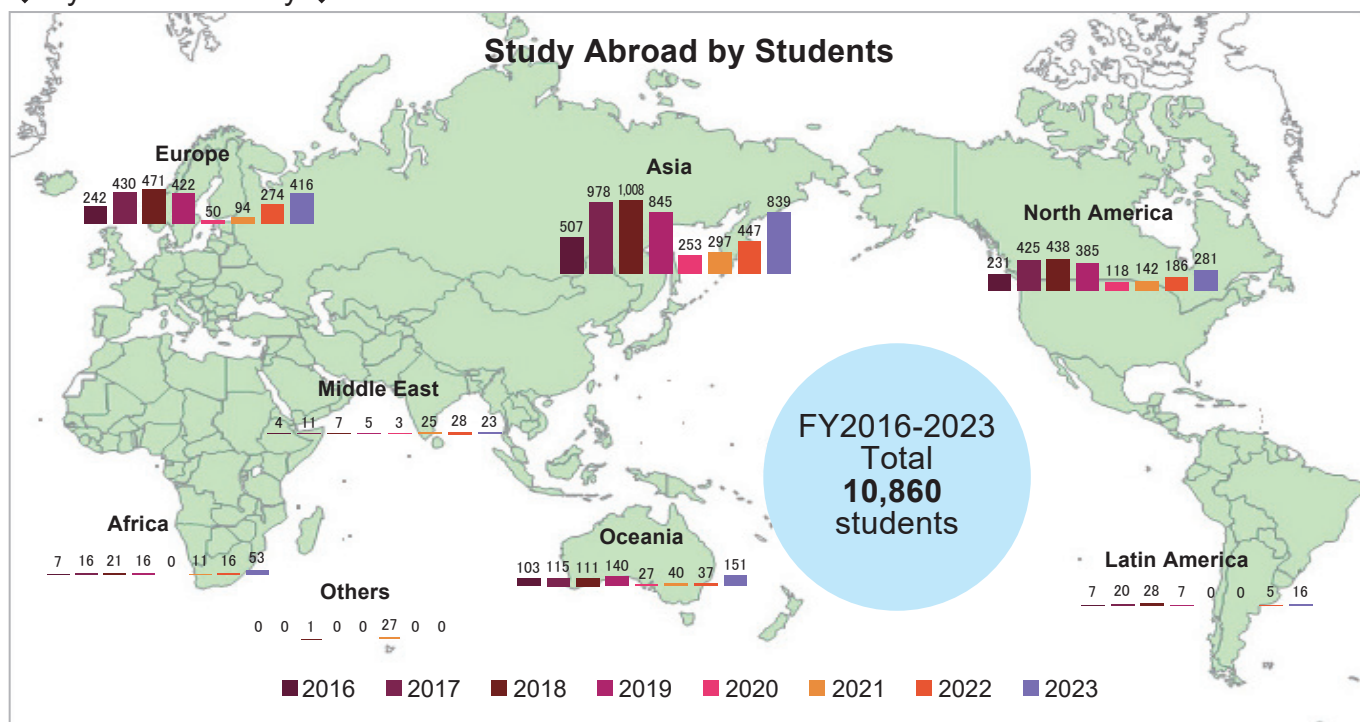 Study Abroad by Students
Europe
242 430 471 422 50 94 274 416
Asia
507 978 1,008 845 253 297 447 839
North America
231 425 438 385 118 142 186 281
Middle East
4 11 7 5 3 25 28 23
FY2016-2023
Total
10,860
students
Africa
7 16 21 16 0 11 16 53
Oceania
103 115 111 140 27 40 37 151
Latin America
7 20 28 7 0 0 5 16
Others
0 0 1 0 0 27 0 0
2016 2017 2018 2019 2020 2021 2022 2023